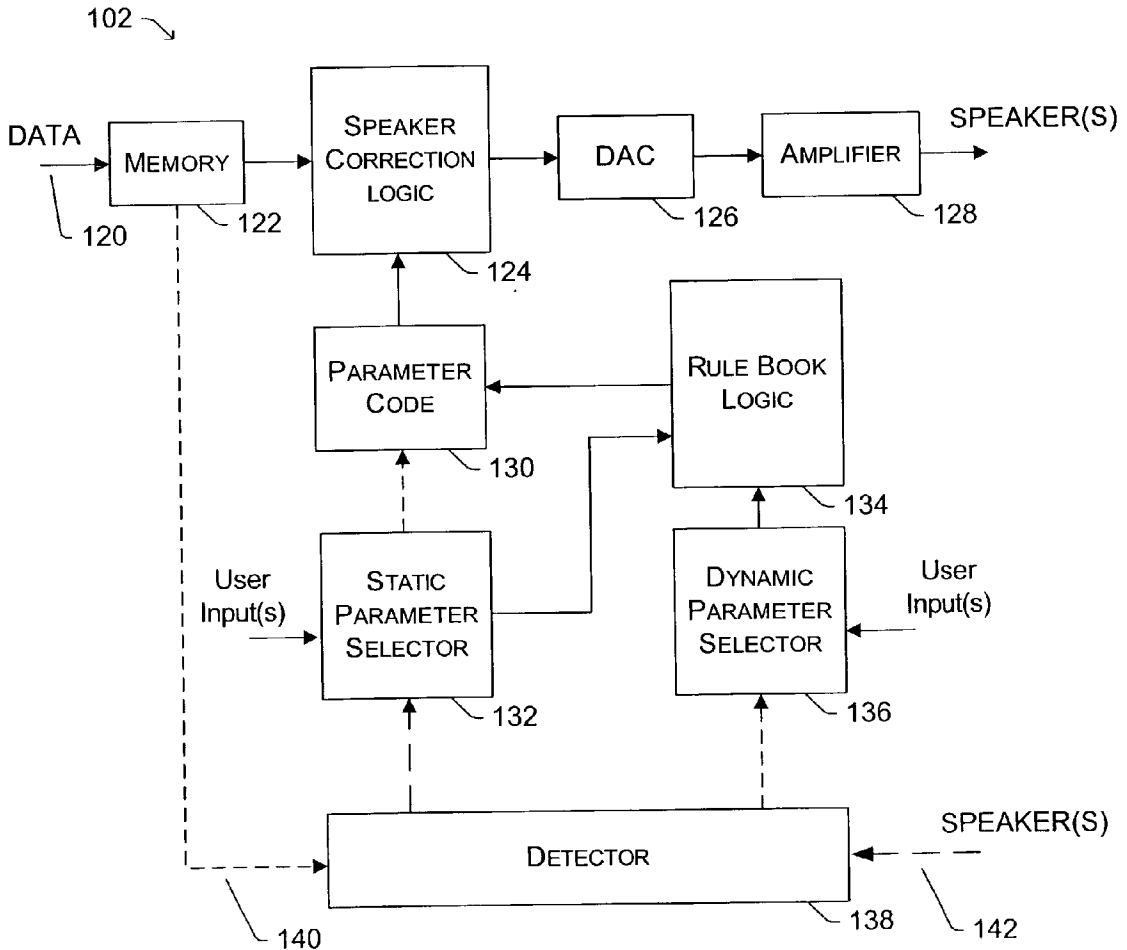 102
DATA
MEMORY
SPEAKER
CORRECTION
LOGIC
DAC
AMPLIFIER
SPEAKER(S)
120
122
124
126
128
PARAMETER
CODE
130
RULE BOOK
LOGIC
134
User
Input(s)
STATIC
PARAMETER
SELECTOR
132
DYNAMIC
PARAMETER
SELECTOR
136
User
Input(s)
DETECTOR
138
SPEAKER(S)
140
142